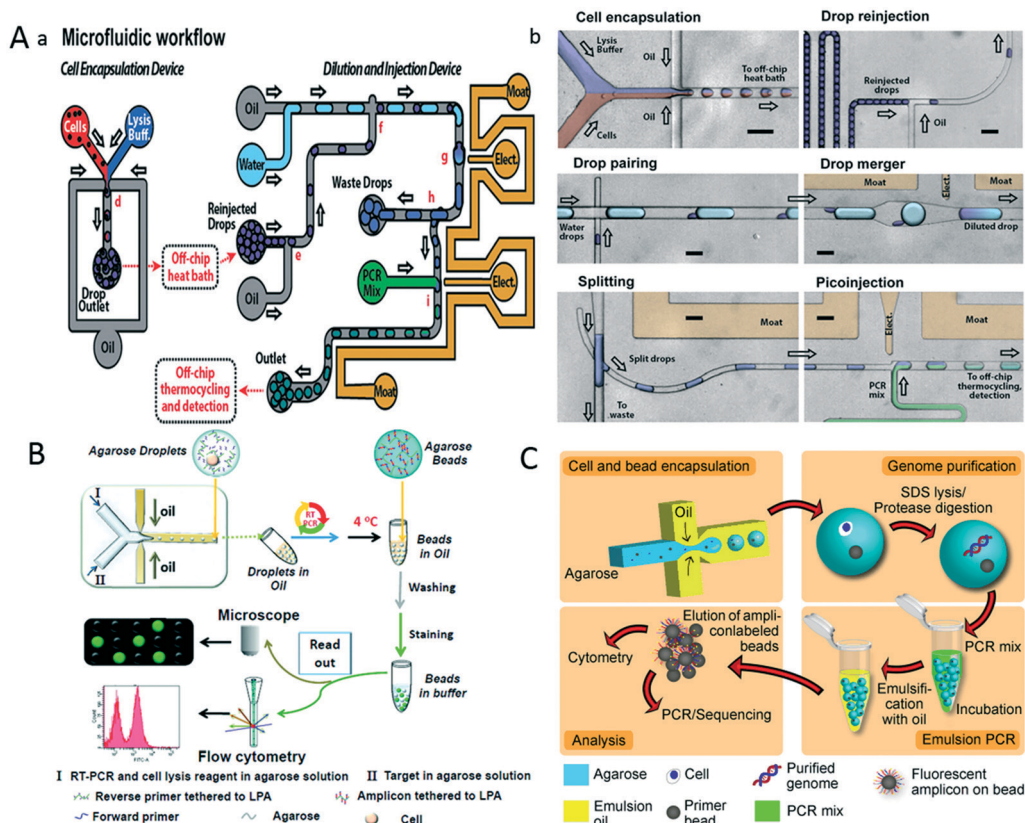 A a Microfluidic workflow
Cell Encapsulation Device
Dilution and Injection Device
Cells
Lysis
Buff.
d
Drop
Outlet
Oil
Off-chip
heat bath
Oil
Water
Reinjected
Drops
e
Oil
f
Waste Drops
g
h
PCR
Mix
i
Moat
Elect.
Elect.
Moat
Outlet
Off-chip
thermocycling
and detection
b
Cell encapsulation
Lysis
Buffer
Oil
To off-chip
heat bath
Oil
Cells
Drop reinjection
Reinjected
drops
Oil
Drop pairing
Water
drops
Drop merger
Moat
Elect.
Moat
Diluted drop
Splitting
Moat
Split drops
To
waste
Picoinjection
Elect.
Moat
PCR
mix
To off-chip
thermocycling,
detection
B
Agarose Droplets
I
oil
II
oil
Droplets in
Oil
RT
PCR
4 °C
Agarose
Beads
Beads
in Oil
Washing
Staining
Beads
in buffer
Read
out
Microscope
Count
FITC-A
Flow cytometry
I RT-PCR and cell lysis reagent in agarose solution
II Target in agarose solution
Reverse primer tethered to LPA
Amplicon tethered to LPA
Forward primer
Agarose
Cell
C
Cell and bead encapsulation
Oil
Agarose
Genome purification
SDS lysis/
Protease digestion
PCR mix
Incubation
Emulsifi-
cation
with oil
Emulsion PCR
Elution of ampli-
conlabeled
beads
Cytometry
PCR/Sequencing
Analysis
Agarose
Cell
Purified
genome
Fluorescent
amplicon on bead
Emulsion
oil
Primer
bead
PCR mix